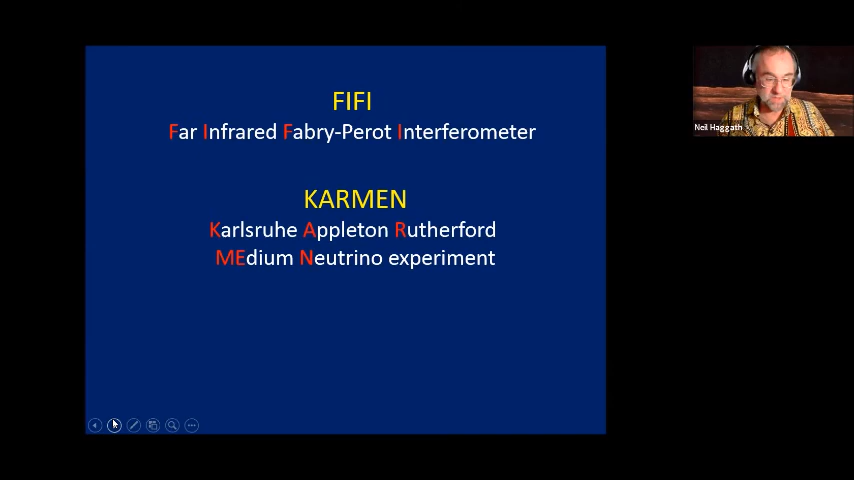 FIFI
Far Infrared Fabry-Perot Interferometer
KARMEN
Karlsruhe Appleton Rutherford
MEdium Neutrino experiment
Neil Haggath